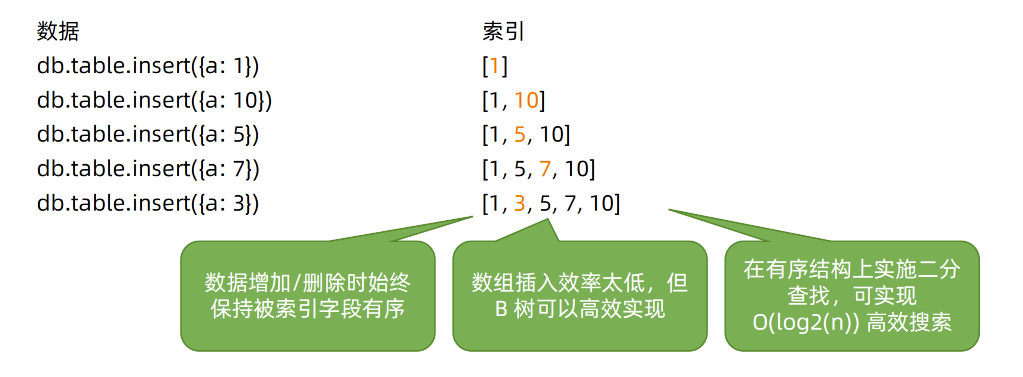 数据
索引
db.table.insert({a: 1})
[1]
db.table.insert({a: 10})
[1, 10]
db.table.insert({a: 5})
[1, 5, 10]
db.table.insert({a: 7})
[1, 5, 7, 10]
db.table.insert({a: 3})
[1, 3, 5, 7, 10]
数据增加/删除时始终
保持被索引字段有序
数组插入效率太低，但
B 树可以高效实现
在有序结构上实施二分
查找，可实现
O(log2(n)) 高效搜索